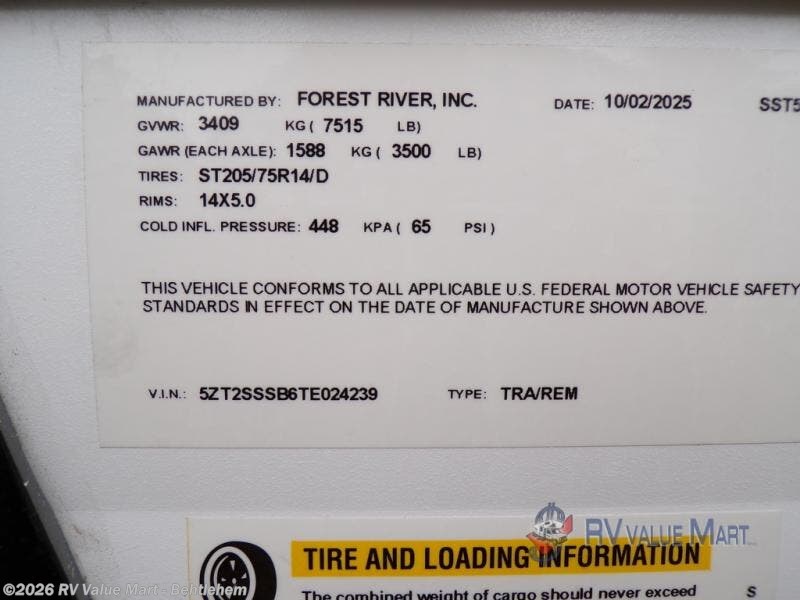 MANUFACTURED BY: FOREST RIVER, INC. DATE: 10/02/2025 SST5
GVWR: 3409 KG ( 7515 LB)
GAWR (EACH AXLE): 1588 KG ( 3500 LB)
TIRES: ST205/75R14/D
RIMS: 14X5.0
COLD INFL. PRESSURE: 448 KPA ( 65 PSI )
THIS VEHICLE CONFORMS TO ALL APPLICABLE U.S. FEDERAL MOTOR VEHICLE SAFETY
STANDARDS IN EFFECT ON THE DATE OF MANUFACTURE SHOWN ABOVE.
V.I.N.: 5ZT2SSSB6TE024239 TYPE: TRA/REM
RV VALUE MART
TIRE AND LOADING INFORMATION
The combined weight of cargo should never exceed S
©2026 RV Value Mart - Bethlehem